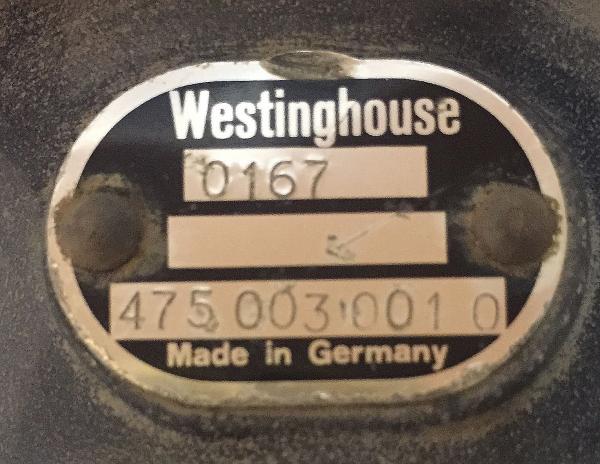 Westinghouse
0167
475 003 001 0
Made in Germany